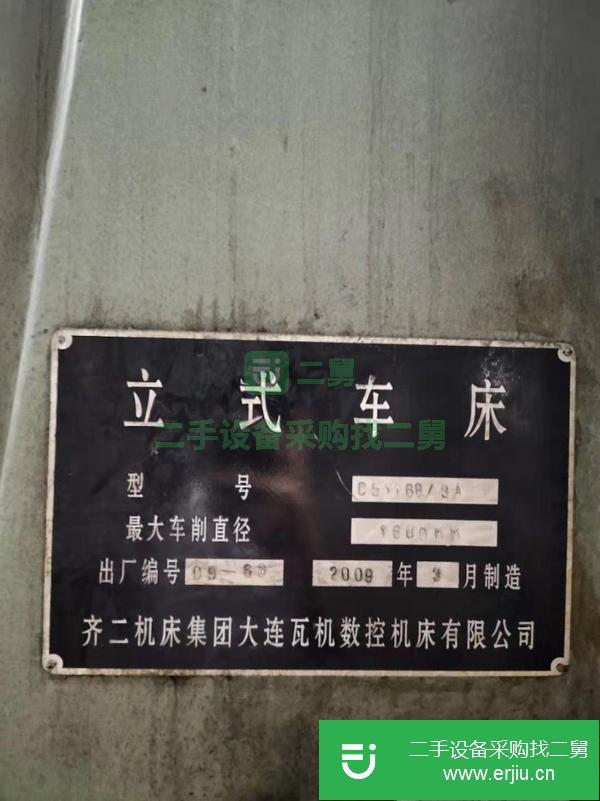 二舅
立式车床
二手设备采购找二舅
型号
最大车削直径 1600mm
出厂编号 09-63 2009年3月制造
齐二机床集团大连瓦机数控机床有限公司
二手设备采购找二舅
www.erjiu.cn